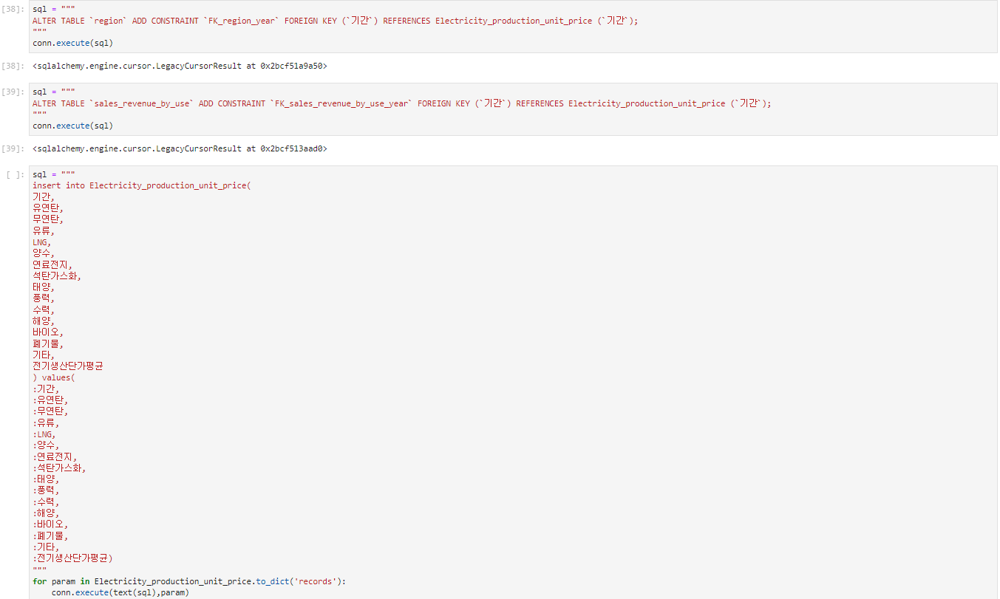 [38]:
sql = """
ALTER TABLE `region` ADD CONSTRAINT `FK_region_year` FOREIGN KEY (`기간`) REFERENCES Electricity_production_unit_price (`기간`);
"""
conn.execute(sql)
[38]:
<sqlalchemy.engine.cursor.LegacyCursorResult at 0x2bcf51a9a50>
[39]:
sql = """
ALTER TABLE `sales_revenue_by_use` ADD CONSTRAINT `FK_sales_revenue_by_use_year` FOREIGN KEY (`기간`) REFERENCES Electricity_production_unit_price (`기간`);
"""
conn.execute(sql)
[39]:
<sqlalchemy.engine.cursor.LegacyCursorResult at 0x2bcf513aad0>
[ ]:
sql = """
insert into Electricity_production_unit_price(
기간,
유연탄,
무연탄,
유류,
LNG,
양수,
연료전지,
석탄가스화,
태양,
풍력,
수력,
해양,
바이오,
폐기물,
기타,
전기생산단가평균
) values(
:기간,
:유연탄,
:무연탄,
:유류,
:LNG,
:양수,
:연료전지,
:석탄가스화,
:태양,
:풍력,
:수력,
:해양,
:바이오,
:폐기물,
:기타,
:전기생산단가평균)
"""
for param in Electricity_production_unit_price.to_dict('records'):
    conn.execute(text(sql),param)